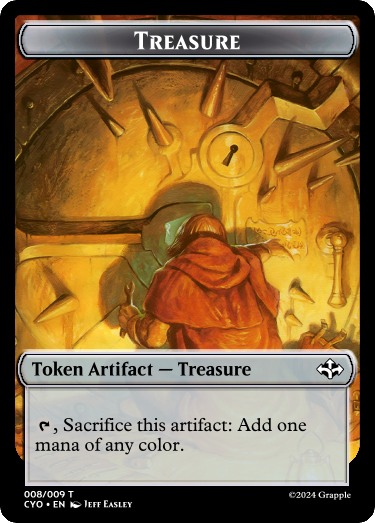 Treasure
Token Artifact — Treasure
, Sacrifice this artifact: Add one
mana of any color.
008/009 T
CYO • EN Jeff Easley
©2024 Grapple